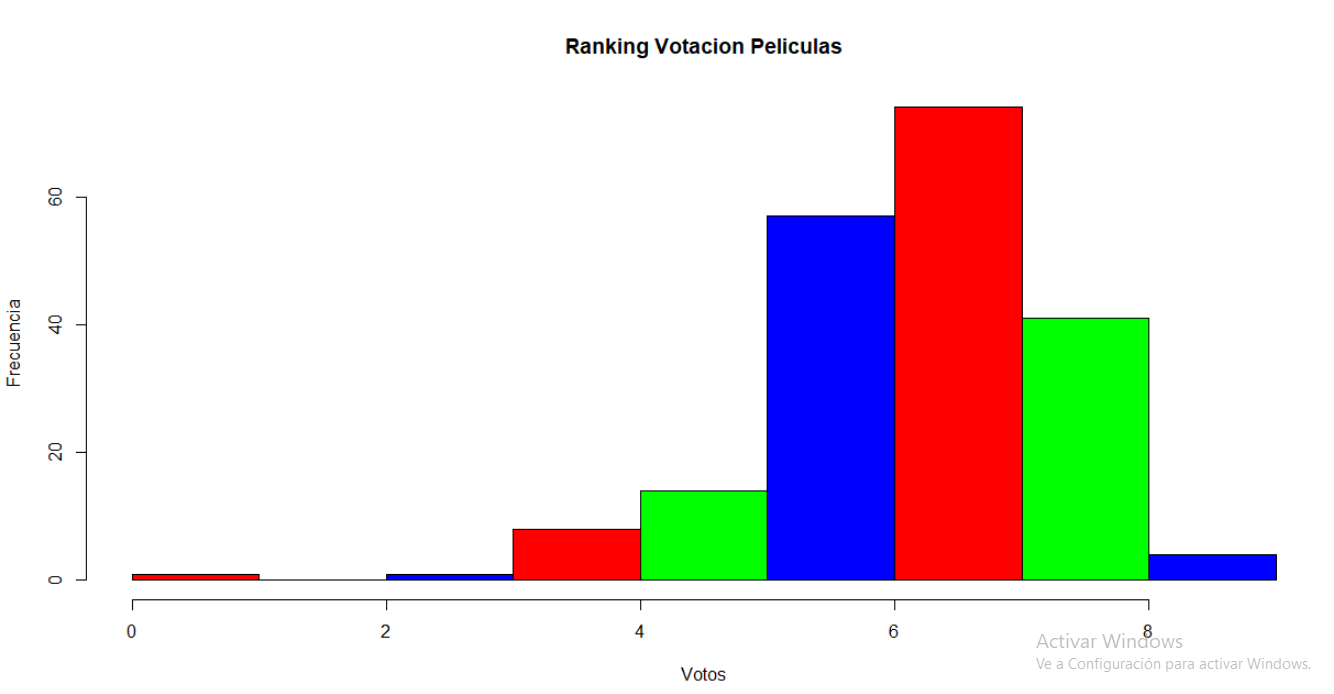 Ranking Votacion Peliculas
60
40
20
0
Frecuencia
0 2 4 6 8
Votos
Activar Windows
Ve a Configuración para activar Windows.